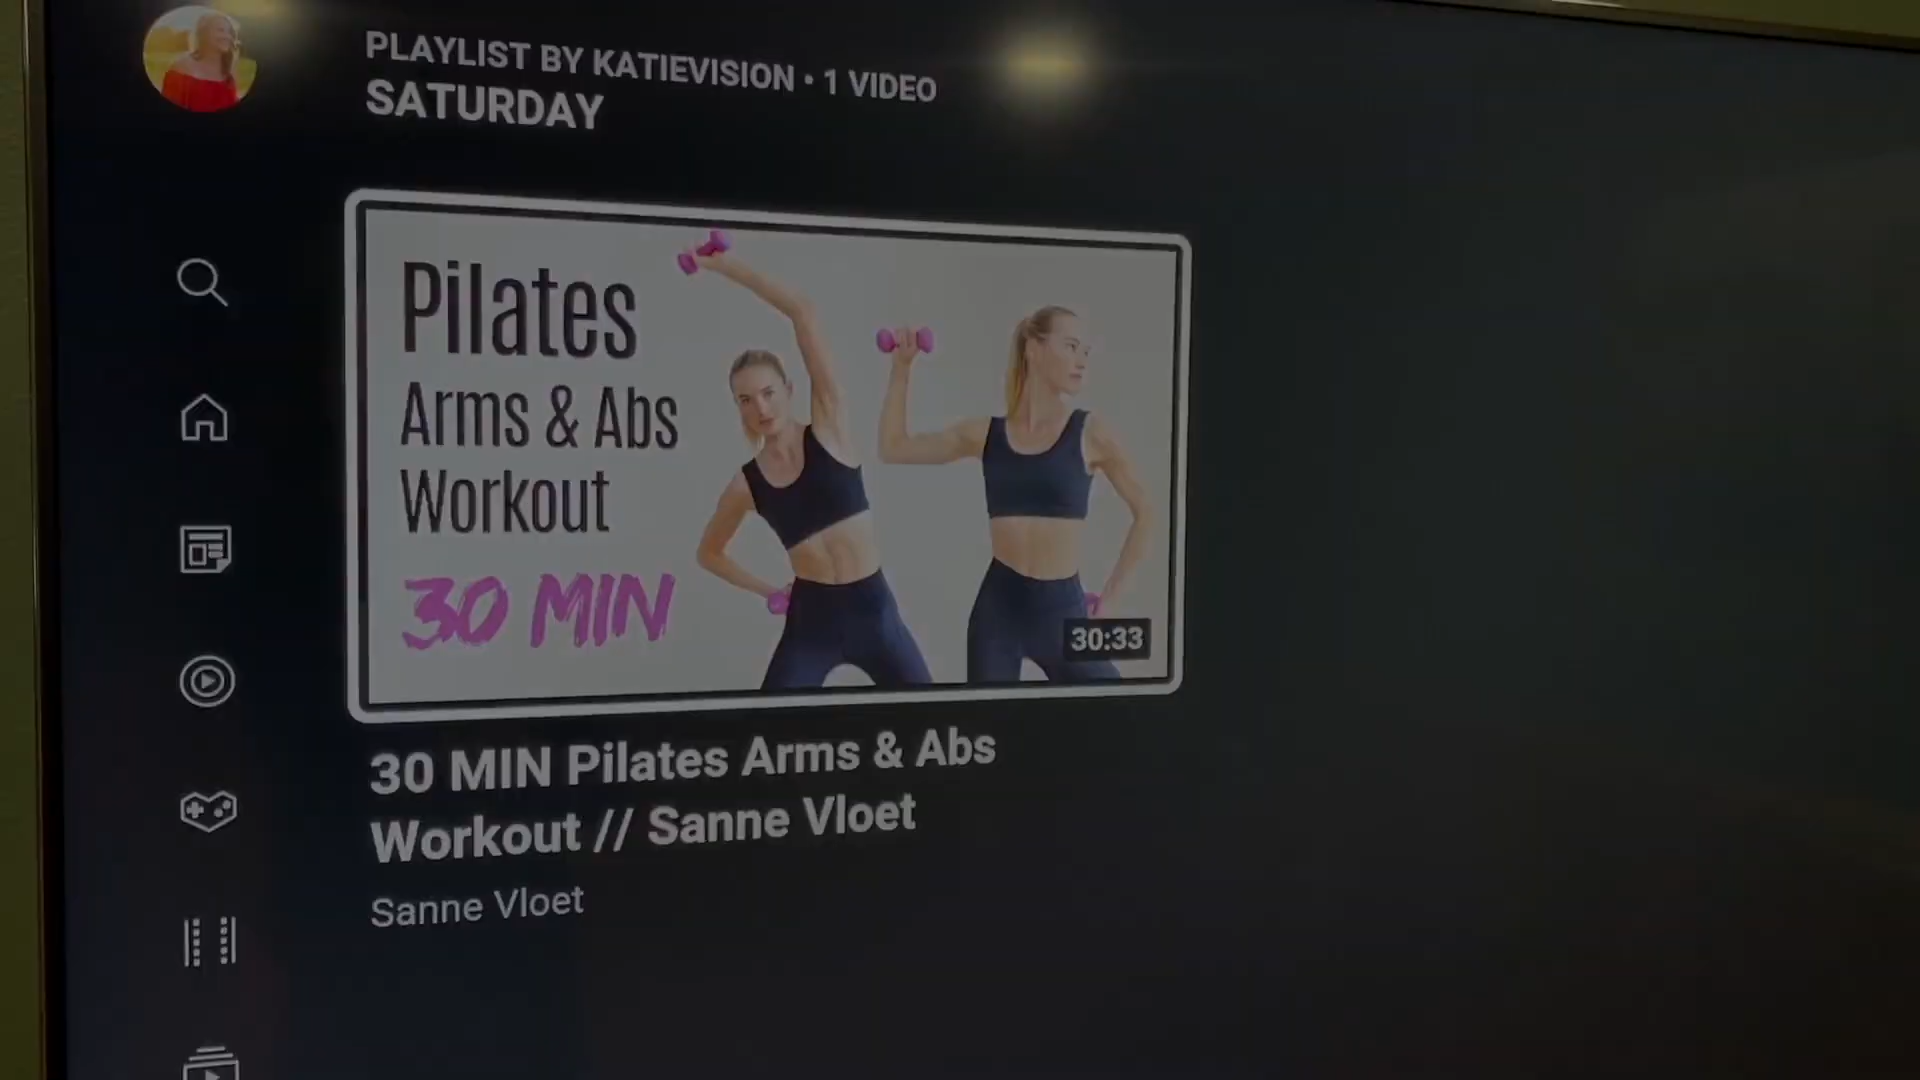 PLAYLIST BY KATIEVISION • 1 VIDEO
SATURDAY
Pilates
Arms & Abs
Workout
30 MIN
30:33
30 MIN Pilates Arms & Abs
Workout // Sanne Vloet
Sanne Vloet